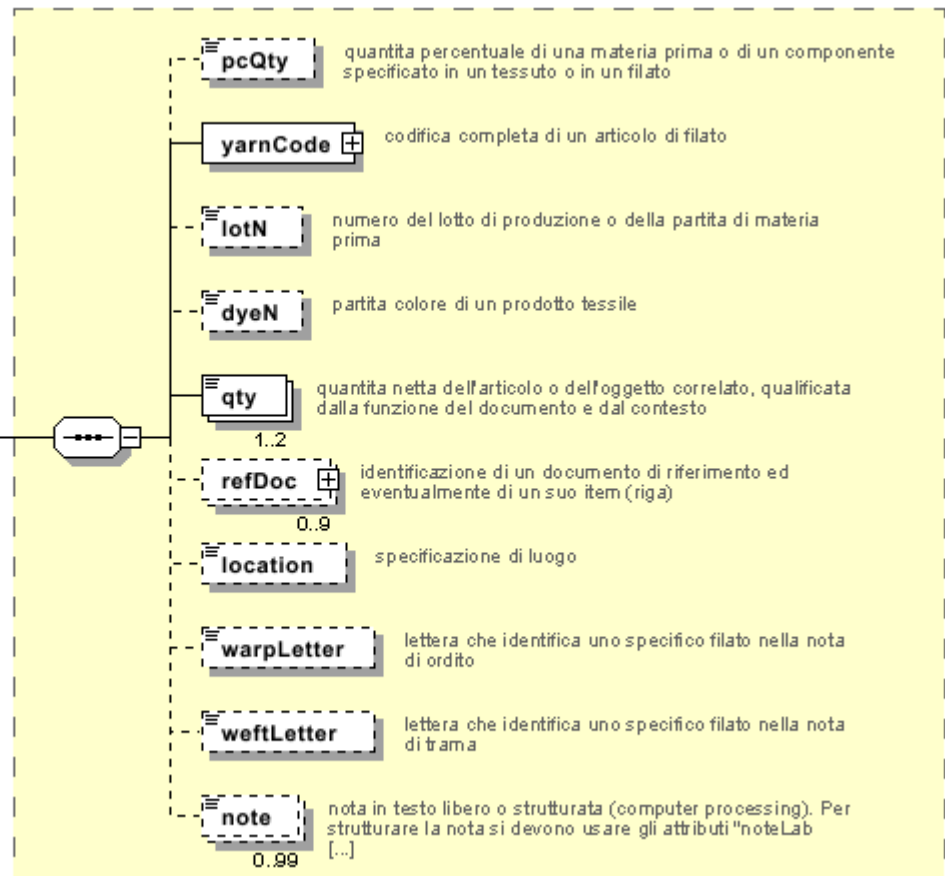 pcQty
quantita percentuale di una materia prima o di un componente
specificato in un tessuto o in un filato
yarnCode
codifica completa di un articolo di filato
lotN
numero del lotto di produzione o della partita di materia
prima
dyeN
partita colore di un prodotto tessile
qty
1..2
quantita netta dell'articolo o dell'oggetto correlato, qualificata
dalla funzione del documento e dal contesto
refDoc
0..9
identificazione di un documento di riferimento ed
eventualmente di un suo item (riga)
location
specificazione di luogo
warpLetter
lettera che identifica uno specifico filato nella nota
di ordito
weftLetter
lettera che identifica uno specifico filato nella nota
di trama
note
0..99
nota in testo libero o strutturata (computer processing). Per
strutturare la nota si devono usare gli attributi "noteLab
[...]